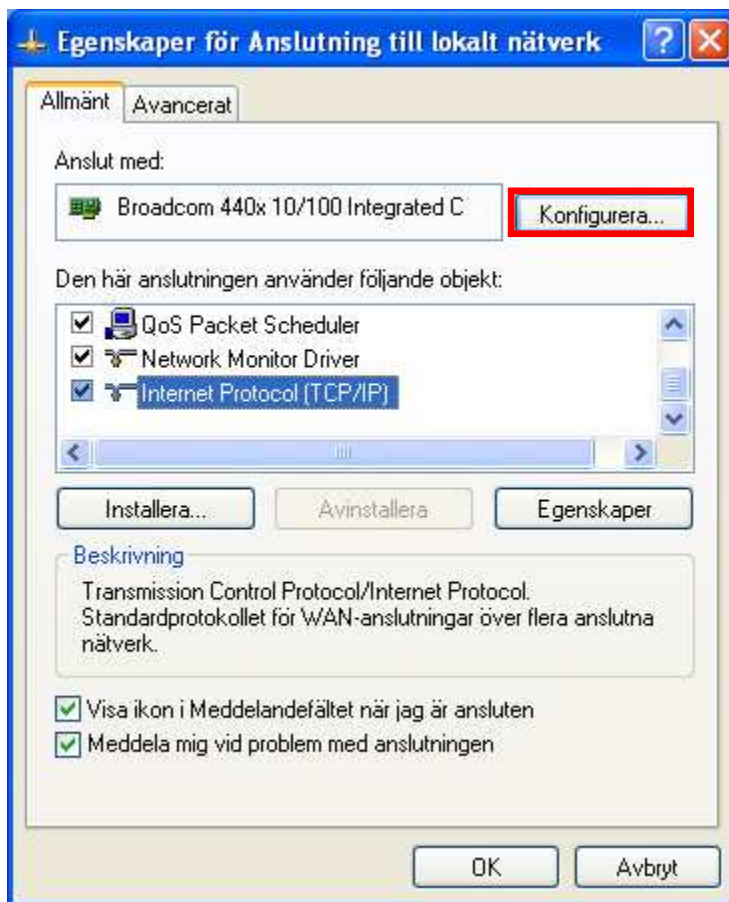 Egenskaper för Anslutning till lokalt nätverk
Allmänt
Avancerat
Anslut med:
Broadcom 440x 10/100 Integrated C
Konfigurera...
Den här anslutningen använder följande objekt:
QoS Packet Scheduler
Network Monitor Driver
Internet Protocol (TCP/IP)
Installera...
Avinstallera
Egenskaper
Beskrivning
Transmission Control Protocol/Internet Protocol.
Standardprotokollet för WAN-anslutningar över flera anslutna
nätverk.
Visa ikon i Meddelandefältet när jag är ansluten
Meddela mig vid problem med anslutningen
OK
Avbryt